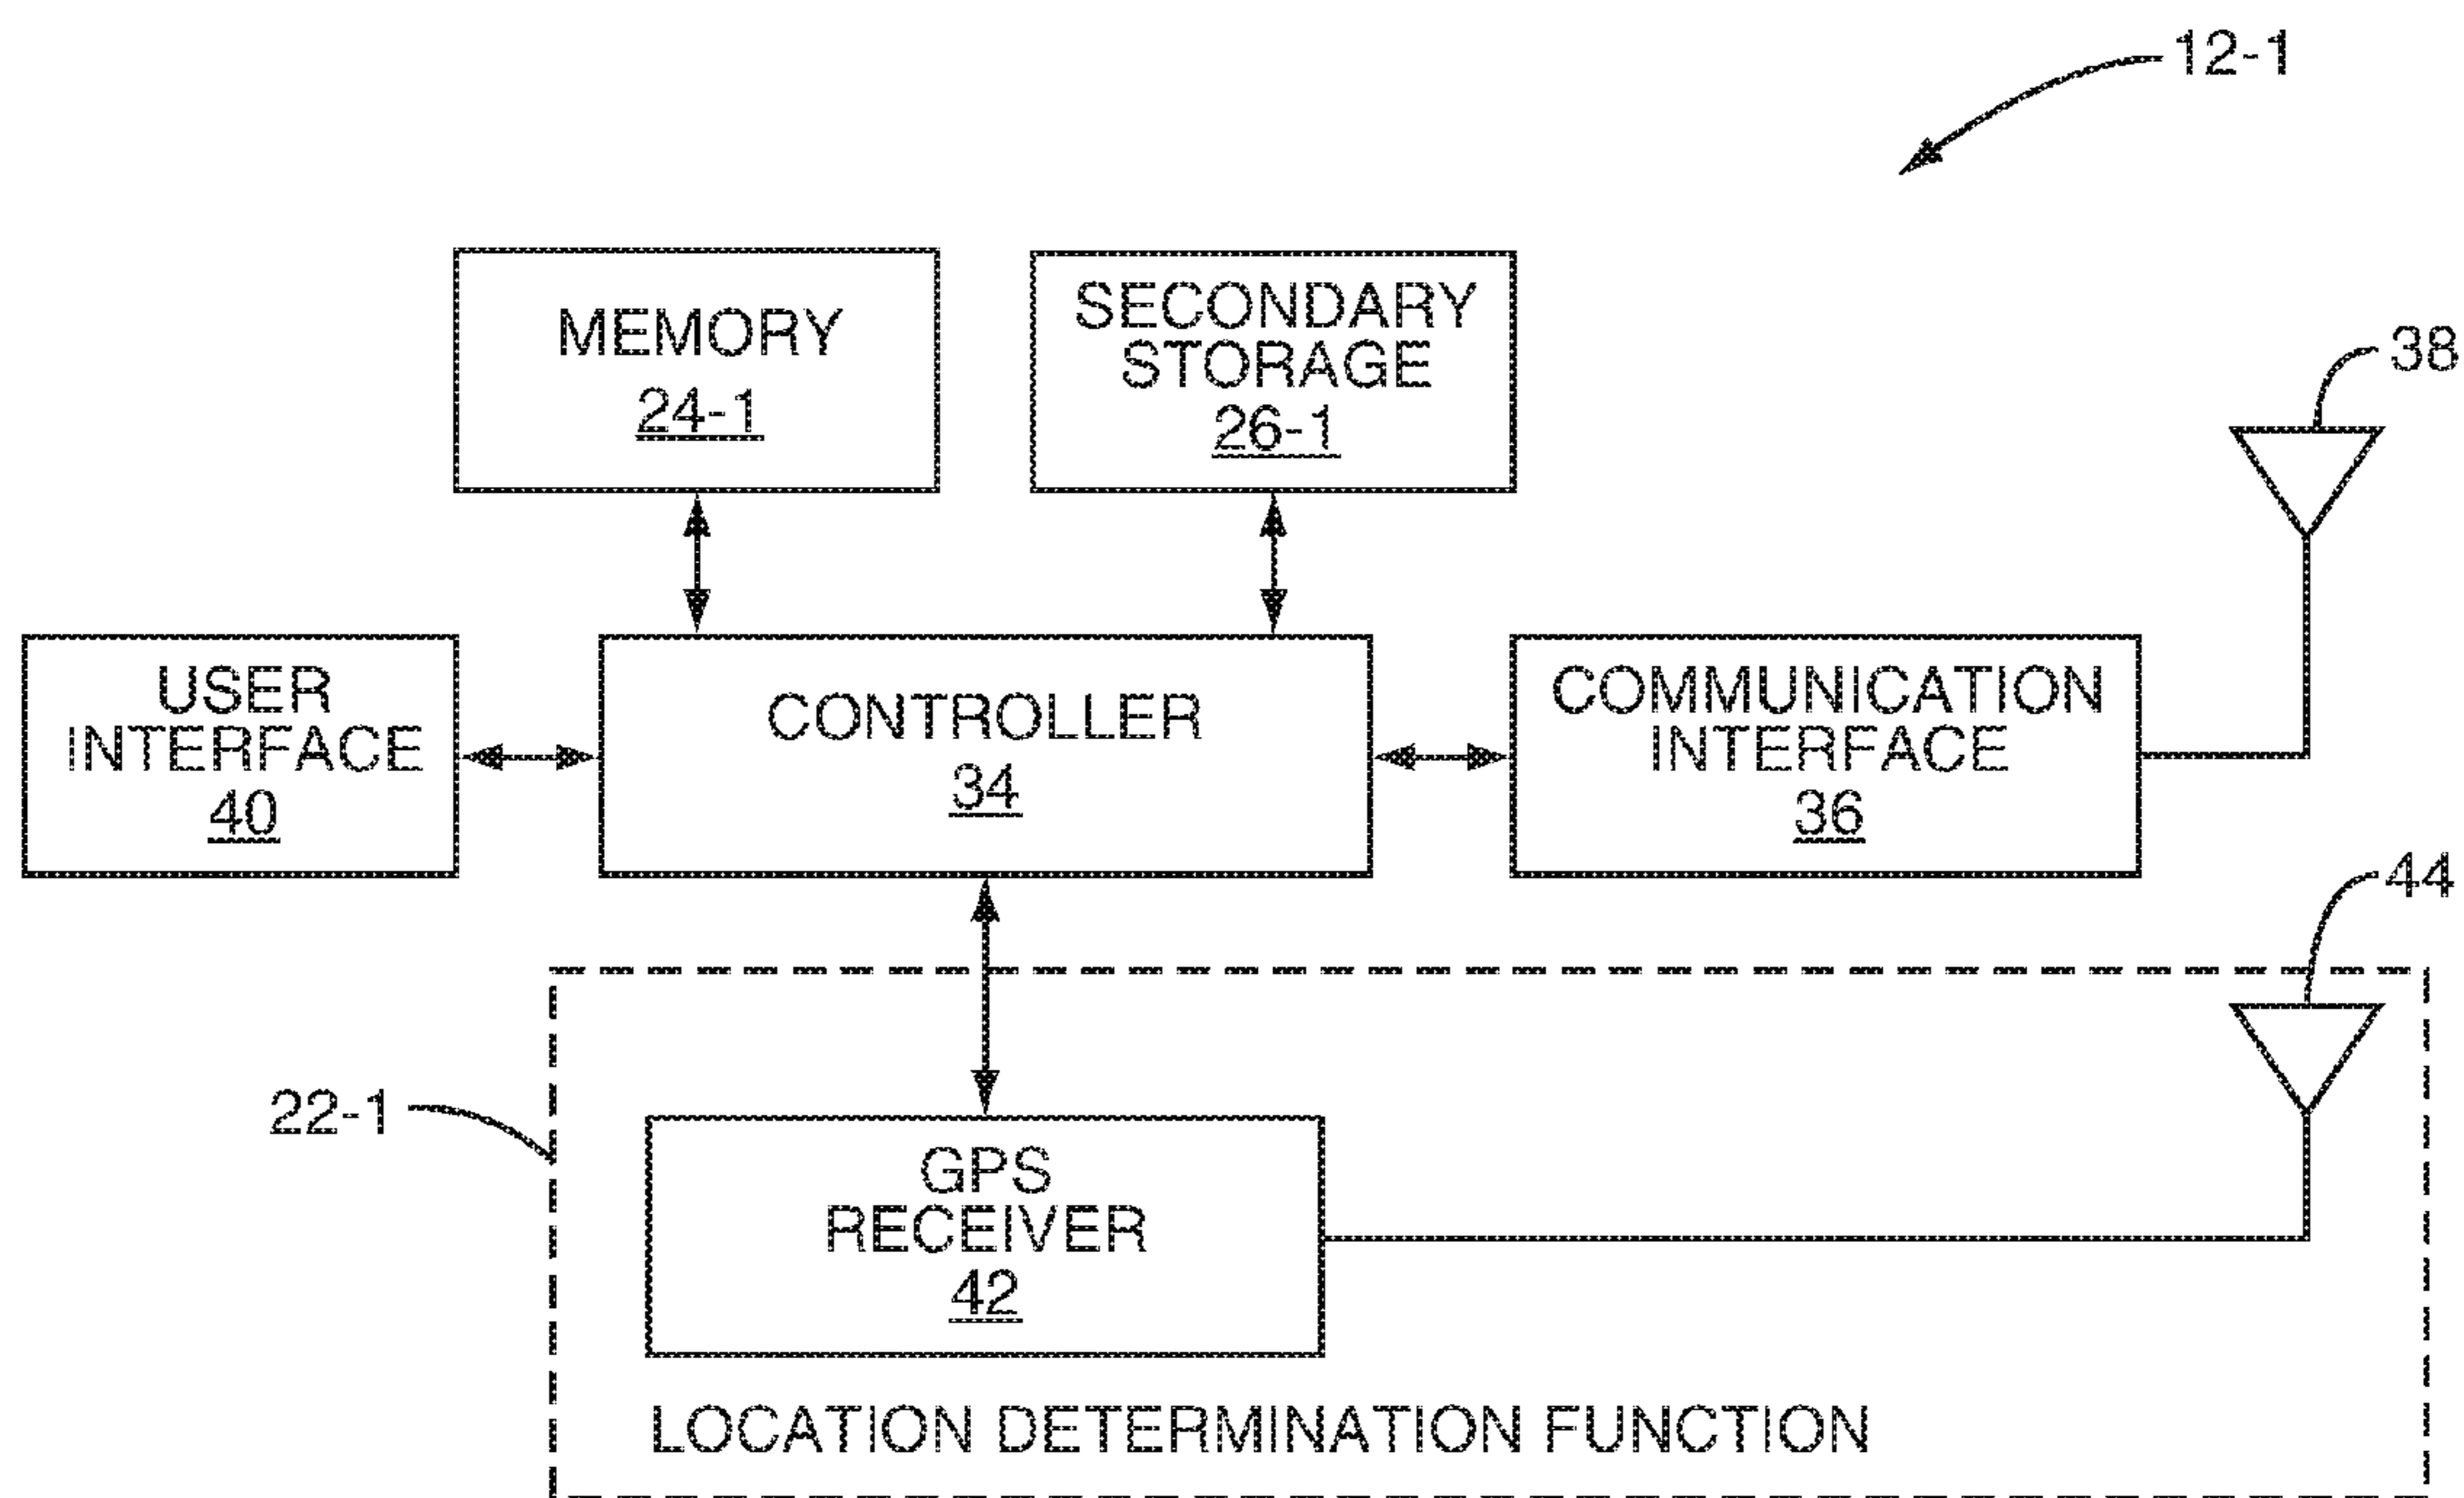 12-1
MEMORY
24-1
SECONDARY
STORAGE
26-1
38
USER
INTERFACE
40
CONTROLLER
34
COMMUNICATION
INTERFACE
36
44
22-1
GPS
RECEIVER
42
LOCATION DETERMINATION FUNCTION